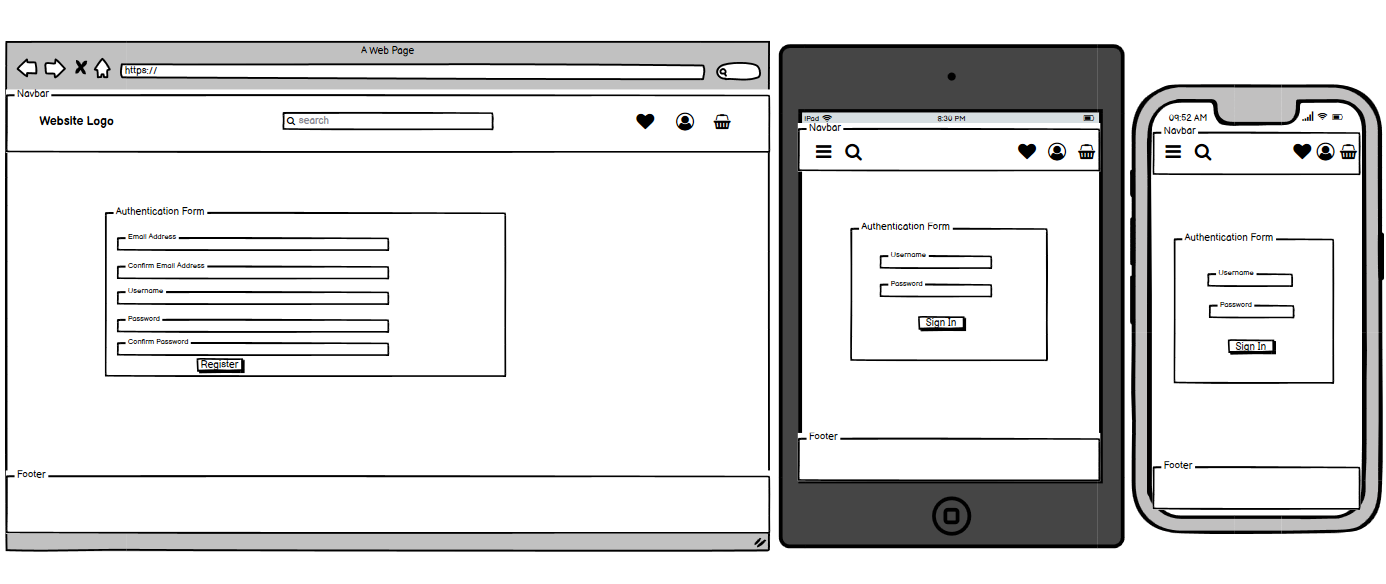 A Web Page
https://
Navbar
Website Logo
search
Authentication Form
Email Address
Confirm Email Address
Username
Password
Confirm Password
Register
Footer
iPad
8:30 PM
Navbar
Authentication Form
Username
Password
Sign In
Footer
09:52 AM
Navbar
Authentication Form
Username
Password
Sign In
Footer